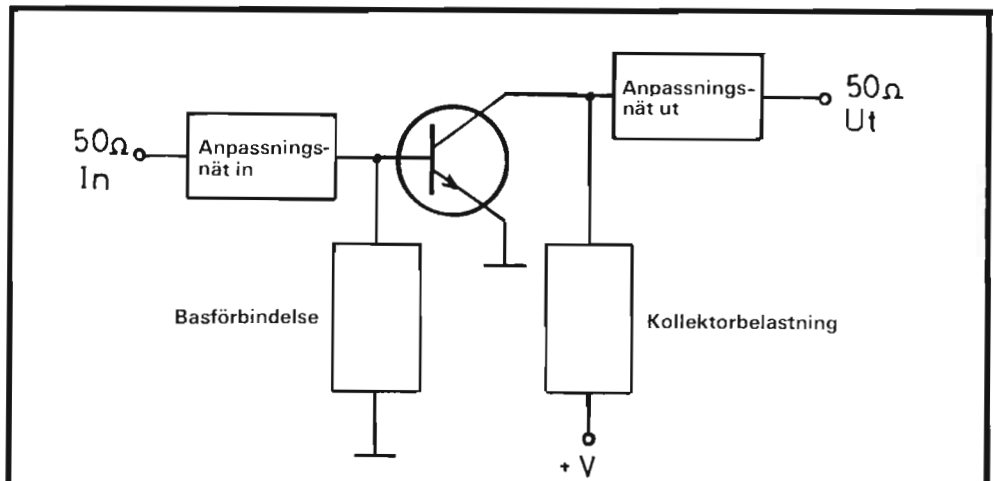 Anpassnings-
nät ut
50Ω
Ut
50Ω
In
Anpassnings-
nät in
Basförbindelse
Kollektorbelastning
+ V